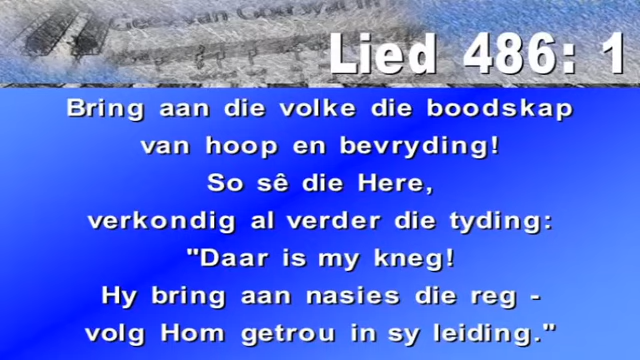 Lied 486: 1
Bring aan die volke die boodskap
van hoop en bevryding!
So sê die Here,
verkondig al verder die tyding:
"Daar is my kneg!
Hy bring aan nasies die reg -
volg Hom getrou in sy leiding."